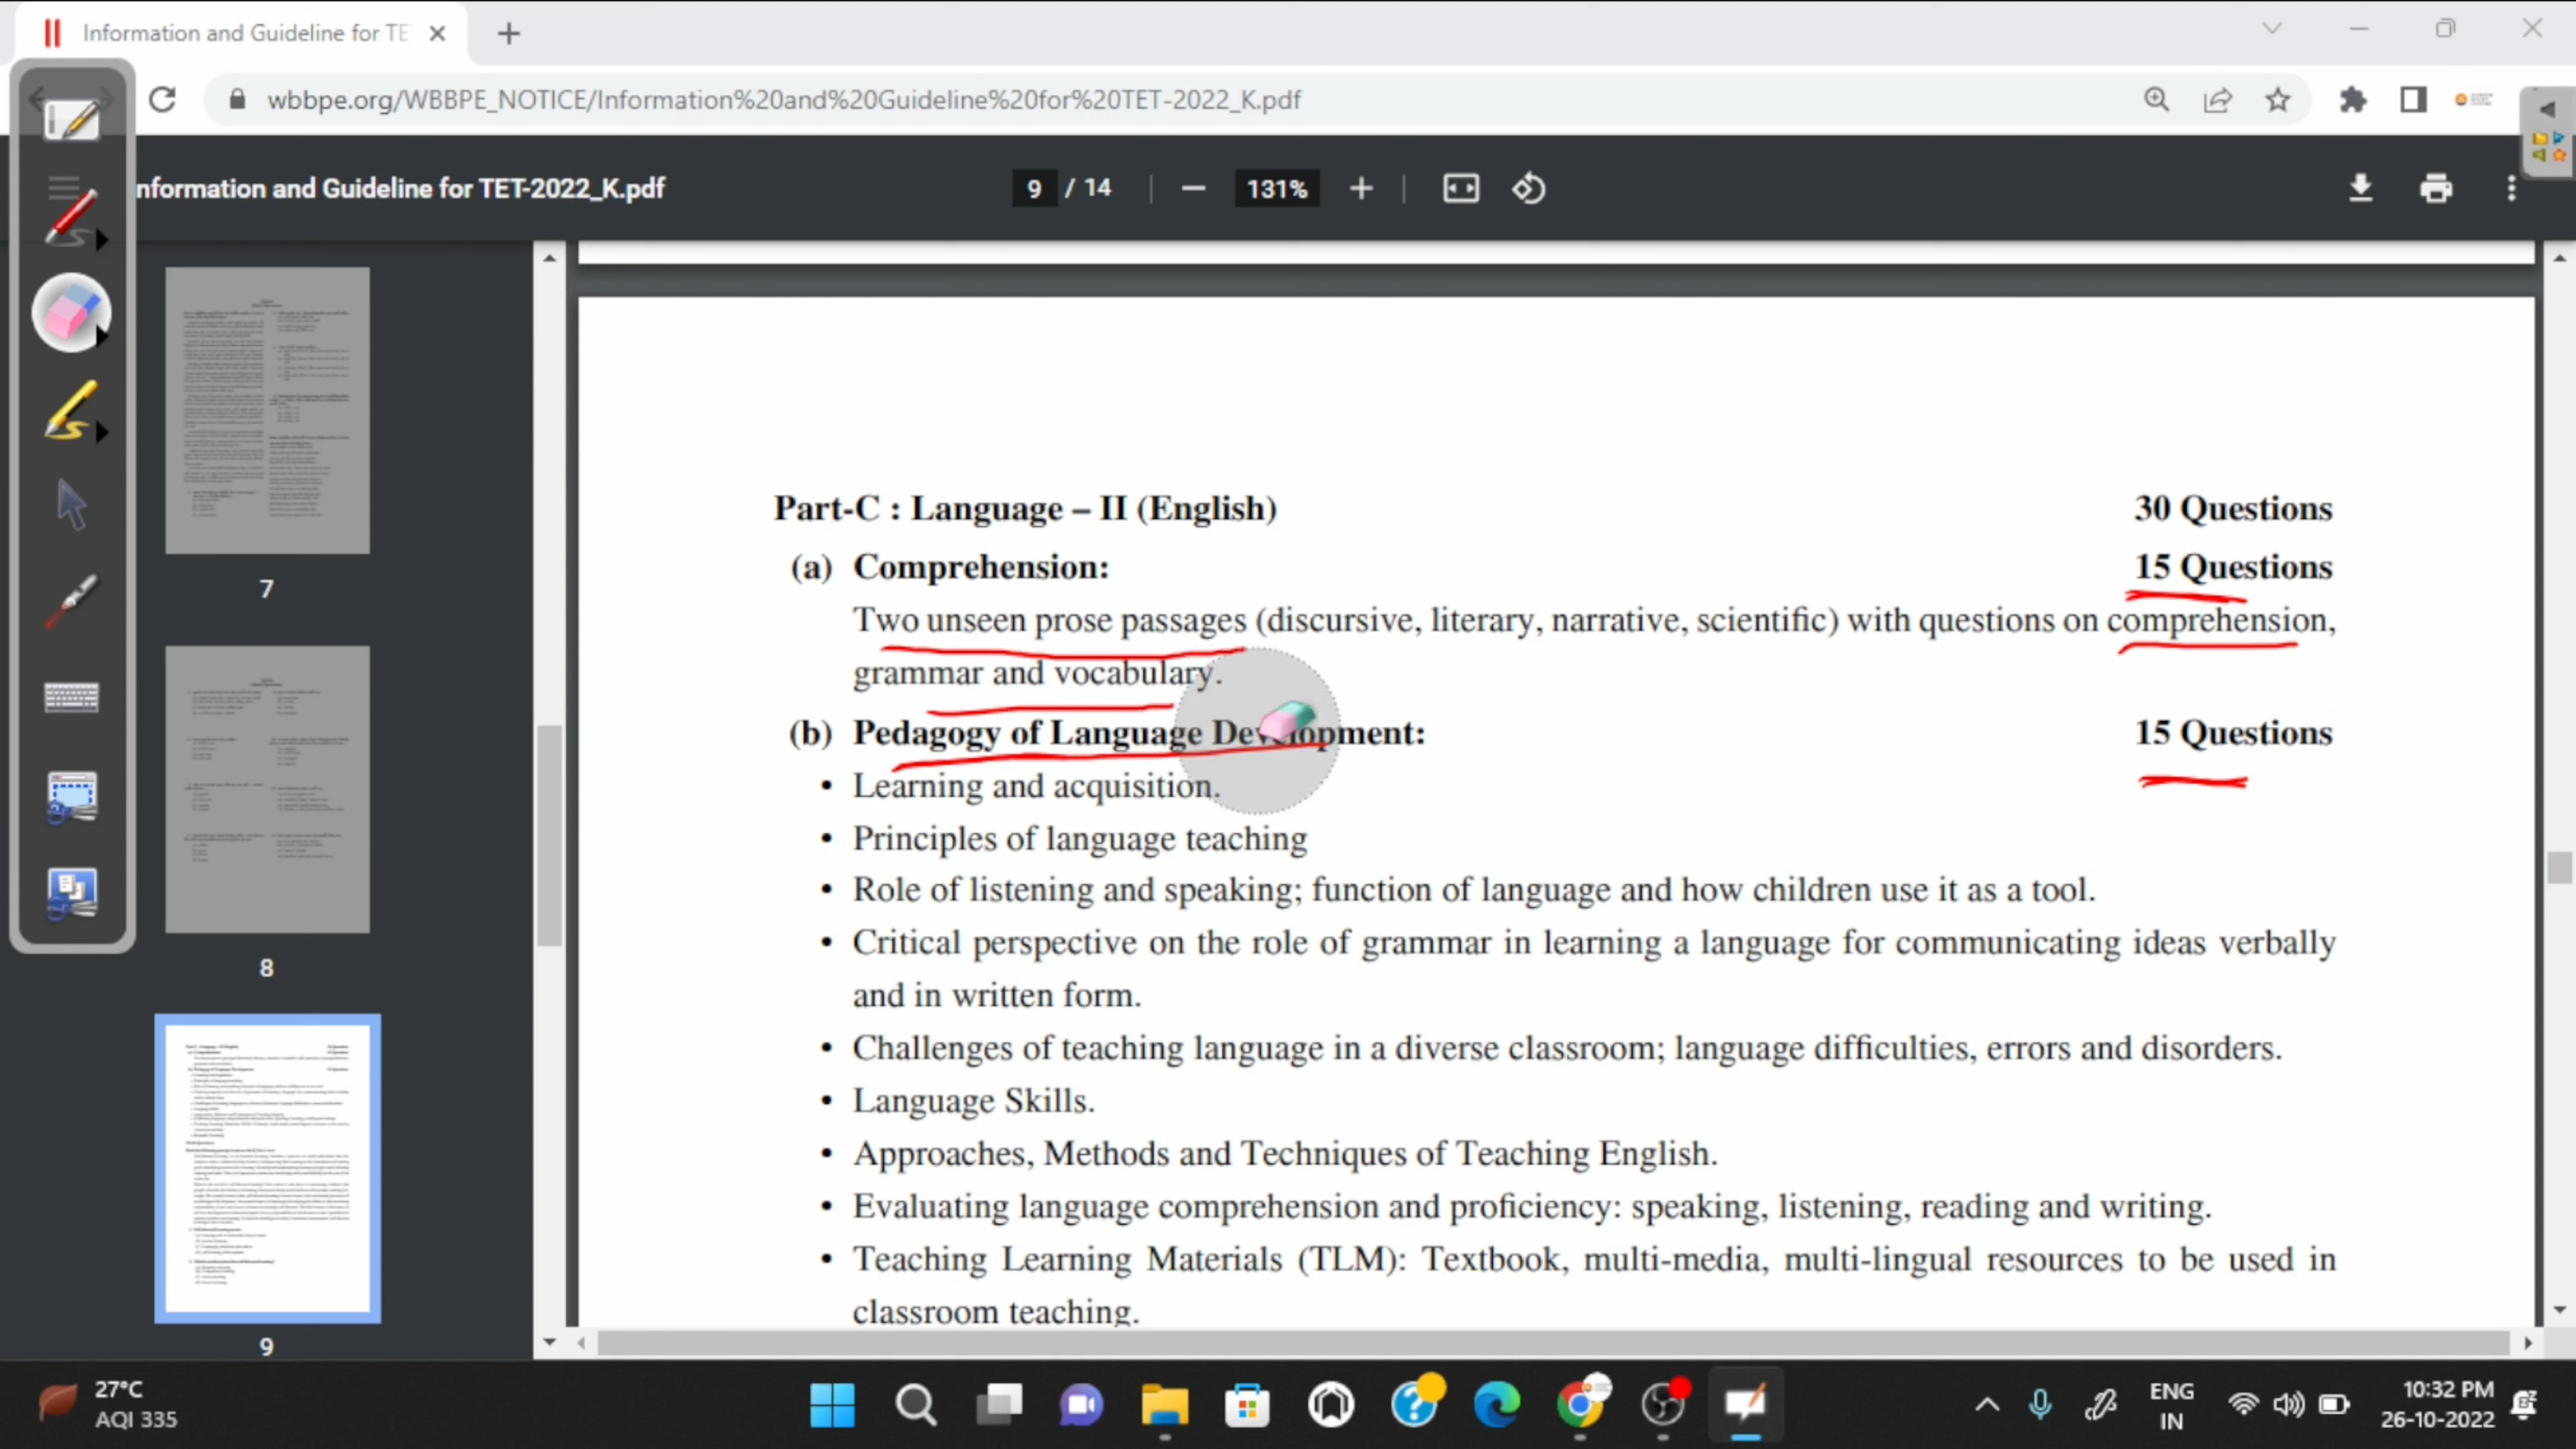 Information and Guideline for TE
wbbpe.org/WBBPE_NOTICE/Information%20and%20Guideline%20for%20TET-2022_K.pdf
nformation and Guideline for TET-2022_K.pdf
9 / 14
131%
7
8
9
Part-C : Language – II (English) 30 Questions
(a) Comprehension: 15 Questions
Two unseen prose passages (discursive, literary, narrative, scientific) with questions on comprehension,
grammar and vocabulary.
(b) Pedagogy of Language Development: 15 Questions
• Learning and acquisition.
• Principles of language teaching
• Role of listening and speaking; function of language and how children use it as a tool.
• Critical perspective on the role of grammar in learning a language for communicating ideas verbally
and in written form.
• Challenges of teaching language in a diverse classroom; language difficulties, errors and disorders.
• Language Skills.
• Approaches, Methods and Techniques of Teaching English.
• Evaluating language comprehension and proficiency: speaking, listening, reading and writing.
• Teaching Learning Materials (TLM): Textbook, multi-media, multi-lingual resources to be used in
classroom teaching.
27°C
AQI 335
ENG
IN
10:32 PM
26-10-2022